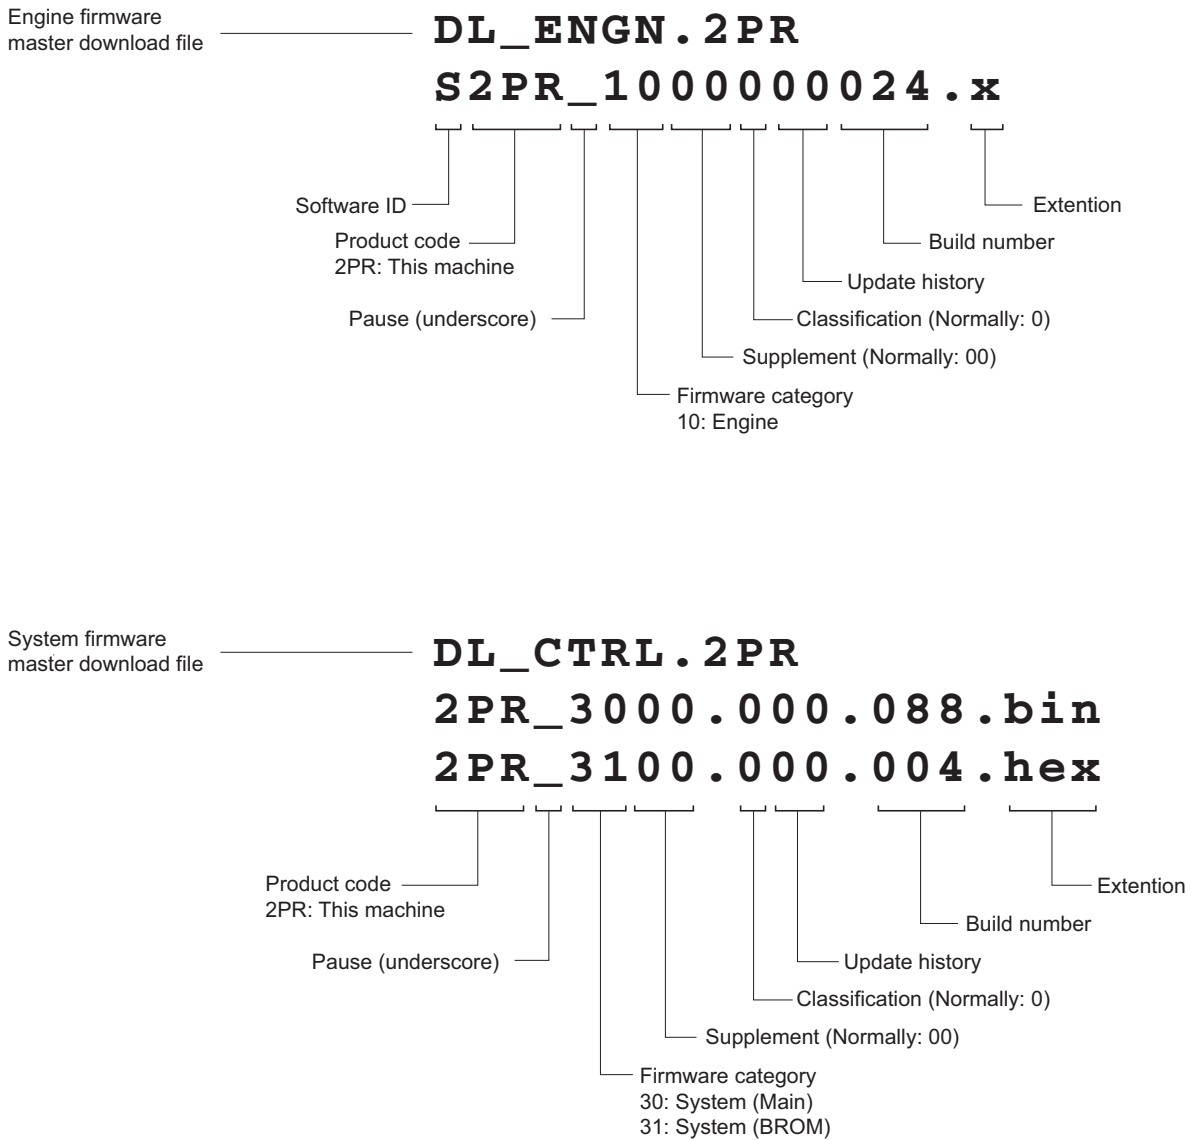 Engine firmware
master download file
DL_ENGN.2PR
S2PR_1000000024.x
Software ID
Extention
Product code
2PR: This machine
Build number
Update history
Pause (underscore)
Classification (Normally: 0)
Supplement (Normally: 00)
Firmware category
10: Engine
System firmware
master download file
DL_CTRL.2PR
2PR_3000.000.088.bin
2PR_3100.000.004.hex
Product code
2PR: This machine
Extention
Build number
Pause (underscore)
Update history
Classification (Normally: 0)
Supplement (Normally: 00)
Firmware category
30: System (Main)
31: System (BROM)